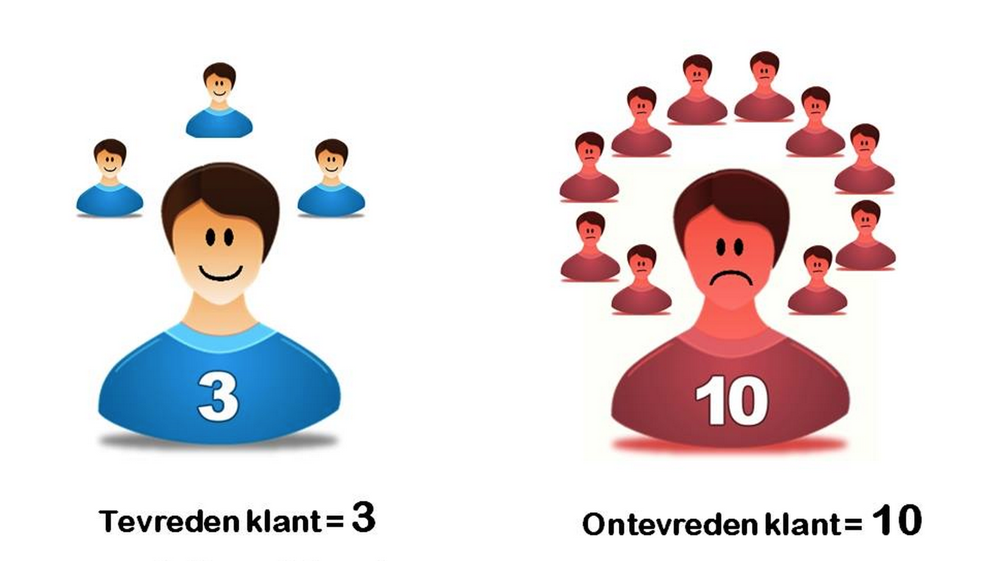 3
10
Tevreden klant = 3
Ontevreden klant = 10